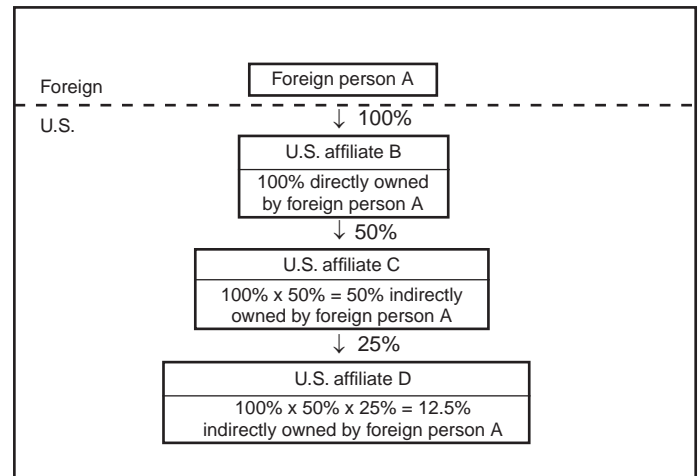 Foreign person A
Foreign
U.S.
↓ 100%
U.S. affiliate B
100% directly owned
by foreign person A
↓ 50%
U.S. affiliate C
100% x 50% = 50% indirectly
owned by foreign person A
↓ 25%
U.S. affiliate D
100% x 50% x 25% = 12.5%
indirectly owned by foreign person A